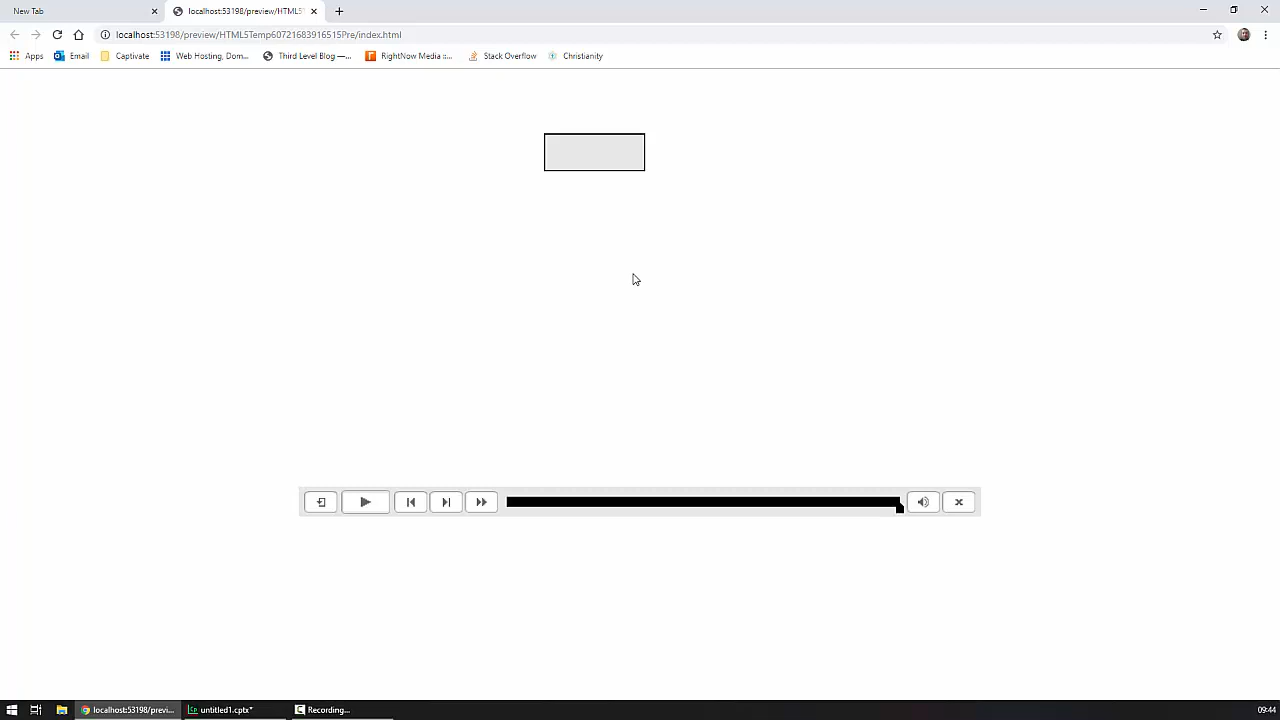 New Tab
localhost:53198/preview/HTML5
localhost:53198/preview/HTML5Temp60721683916515Pre/index.html
Apps Email Captivate Web Hosting, Dom... Third Level Blog —... RightNow Media ::... Stack Overflow Christianity
localhost:53198/previ... untitled1.cptx* Recording... 09:44